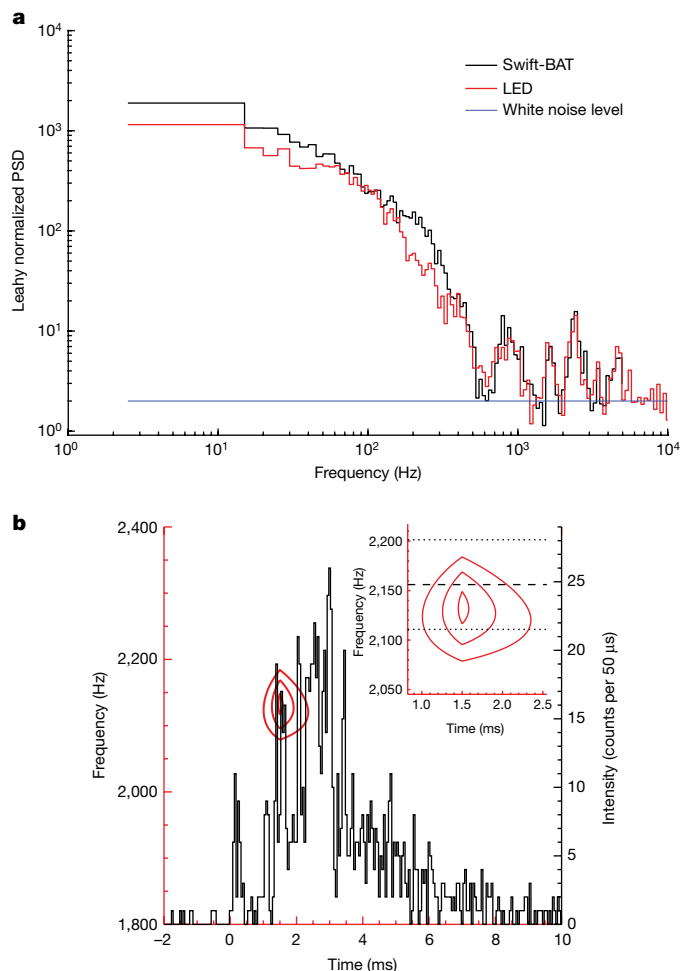 a
10⁴
10³
10²
10¹
10⁰
Leahy normalized PSD
Swift-BAT
LED
White noise level
10⁰ 10¹ 10² 10³ 10⁴
Frequency (Hz)
b
2,400
2,200
2,000
1,800
Frequency (Hz)
2,200
2,150
2,100
2,050
Frequency (Hz)
1.0 1.5 2.0 2.5
Time (ms)
25
20
15
10
5
0
Intensity (counts per 50 µs)
−2 0 2 4 6 8 10
Time (ms)